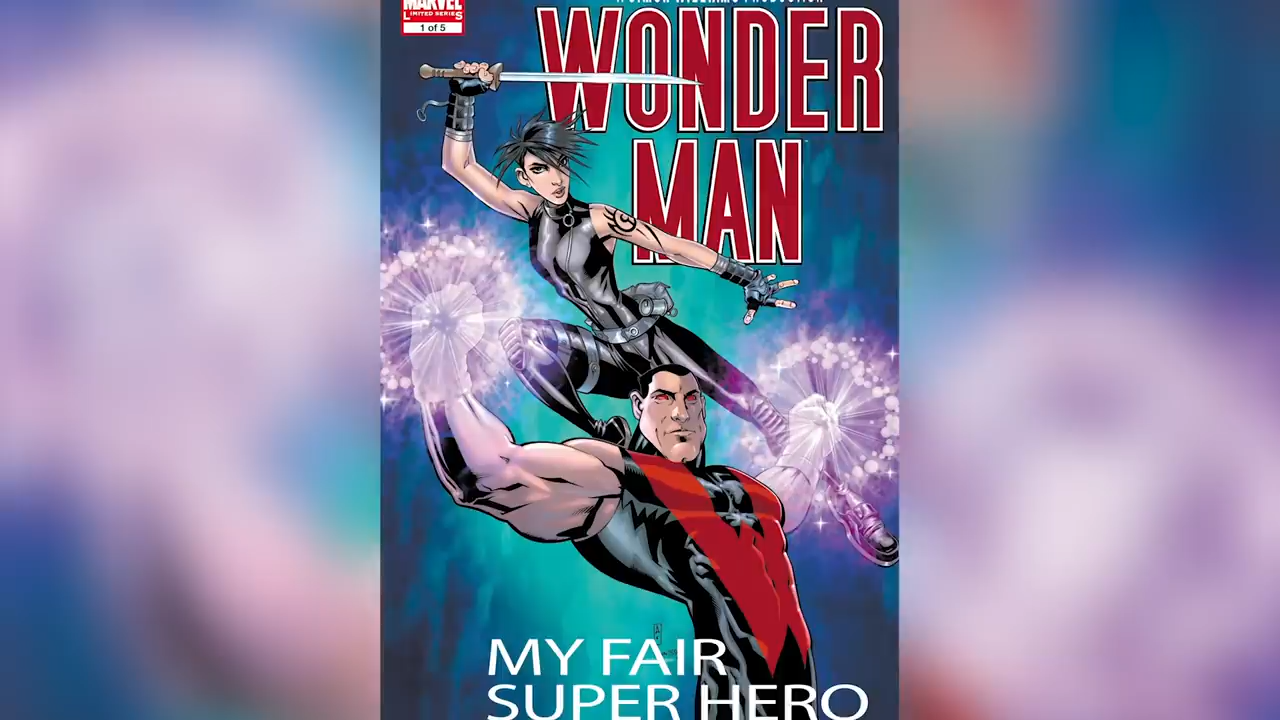 MARVEL
LIMITED SERIES
1 of 5
WONDER
MAN
MY FAIR
SUPER HERO